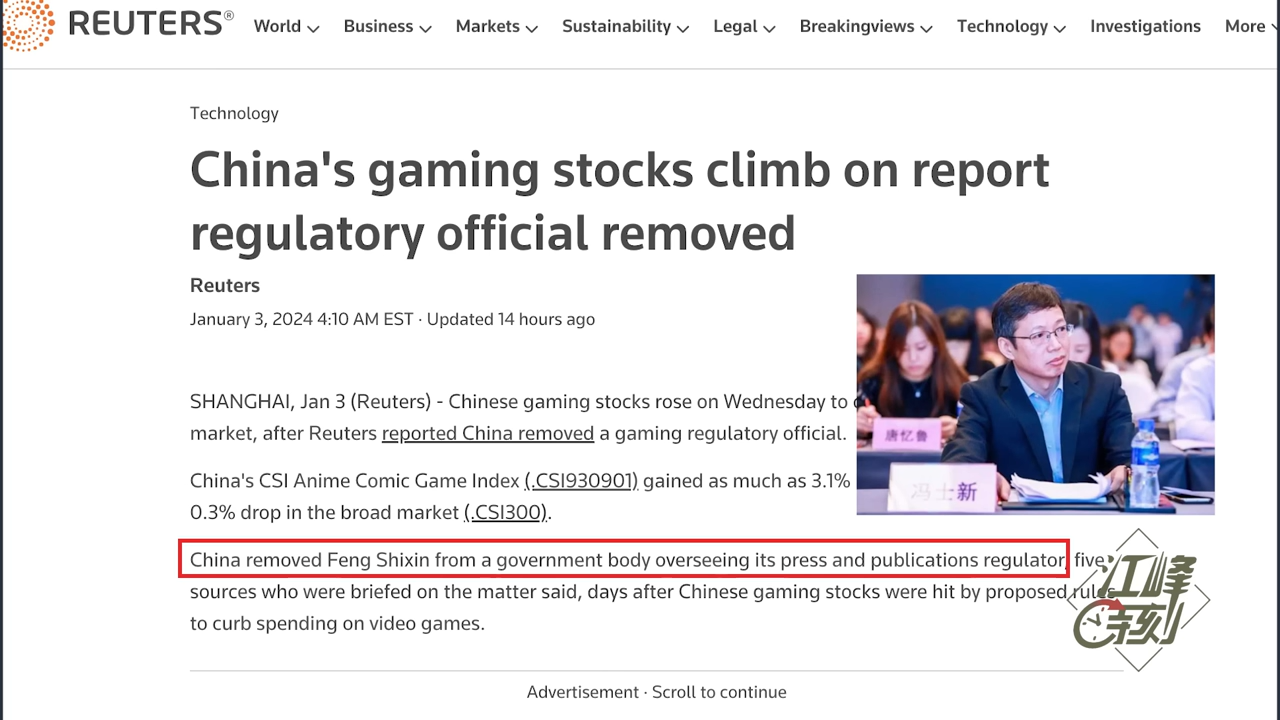 REUTERS®
World Business Markets Sustainability Legal Breakingviews Technology Investigations More
Technology
China's gaming stocks climb on report
regulatory official removed
Reuters
January 3, 2024 4:10 AM EST · Updated 14 hours ago
SHANGHAI, Jan 3 (Reuters) - Chinese gaming stocks rose on Wednesday to
market, after Reuters reported China removed a gaming regulatory official.
China's CSI Anime Comic Game Index (.CSI930901) gained as much as 3.1%
0.3% drop in the broad market (.CSI300).
China removed Feng Shixin from a government body overseeing its press and publications regulator, five
sources who were briefed on the matter said, days after Chinese gaming stocks were hit by proposed rules
to curb spending on video games.
唐忆鲁
冯士新
江峰
时刻
Advertisement · Scroll to continue